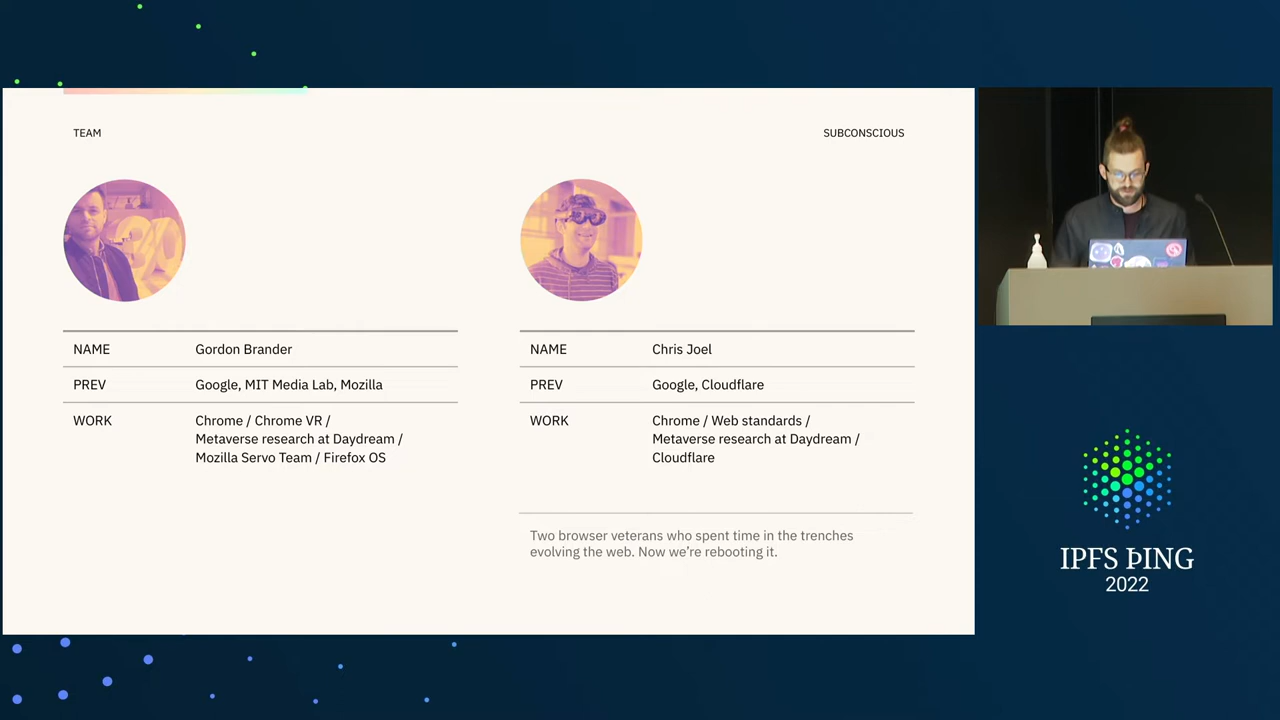 TEAM
SUBCONSCIOUS
NAME Gordon Brander
PREV Google, MIT Media Lab, Mozilla
WORK Chrome / Chrome VR /
Metaverse research at Daydream /
Mozilla Servo Team / Firefox OS
NAME Chris Joel
PREV Google, Cloudflare
WORK Chrome / Web standards /
Metaverse research at Daydream /
Cloudflare
Two browser veterans who spent time in the trenches
evolving the web. Now we’re rebooting it.
IPFS ÞING
2022